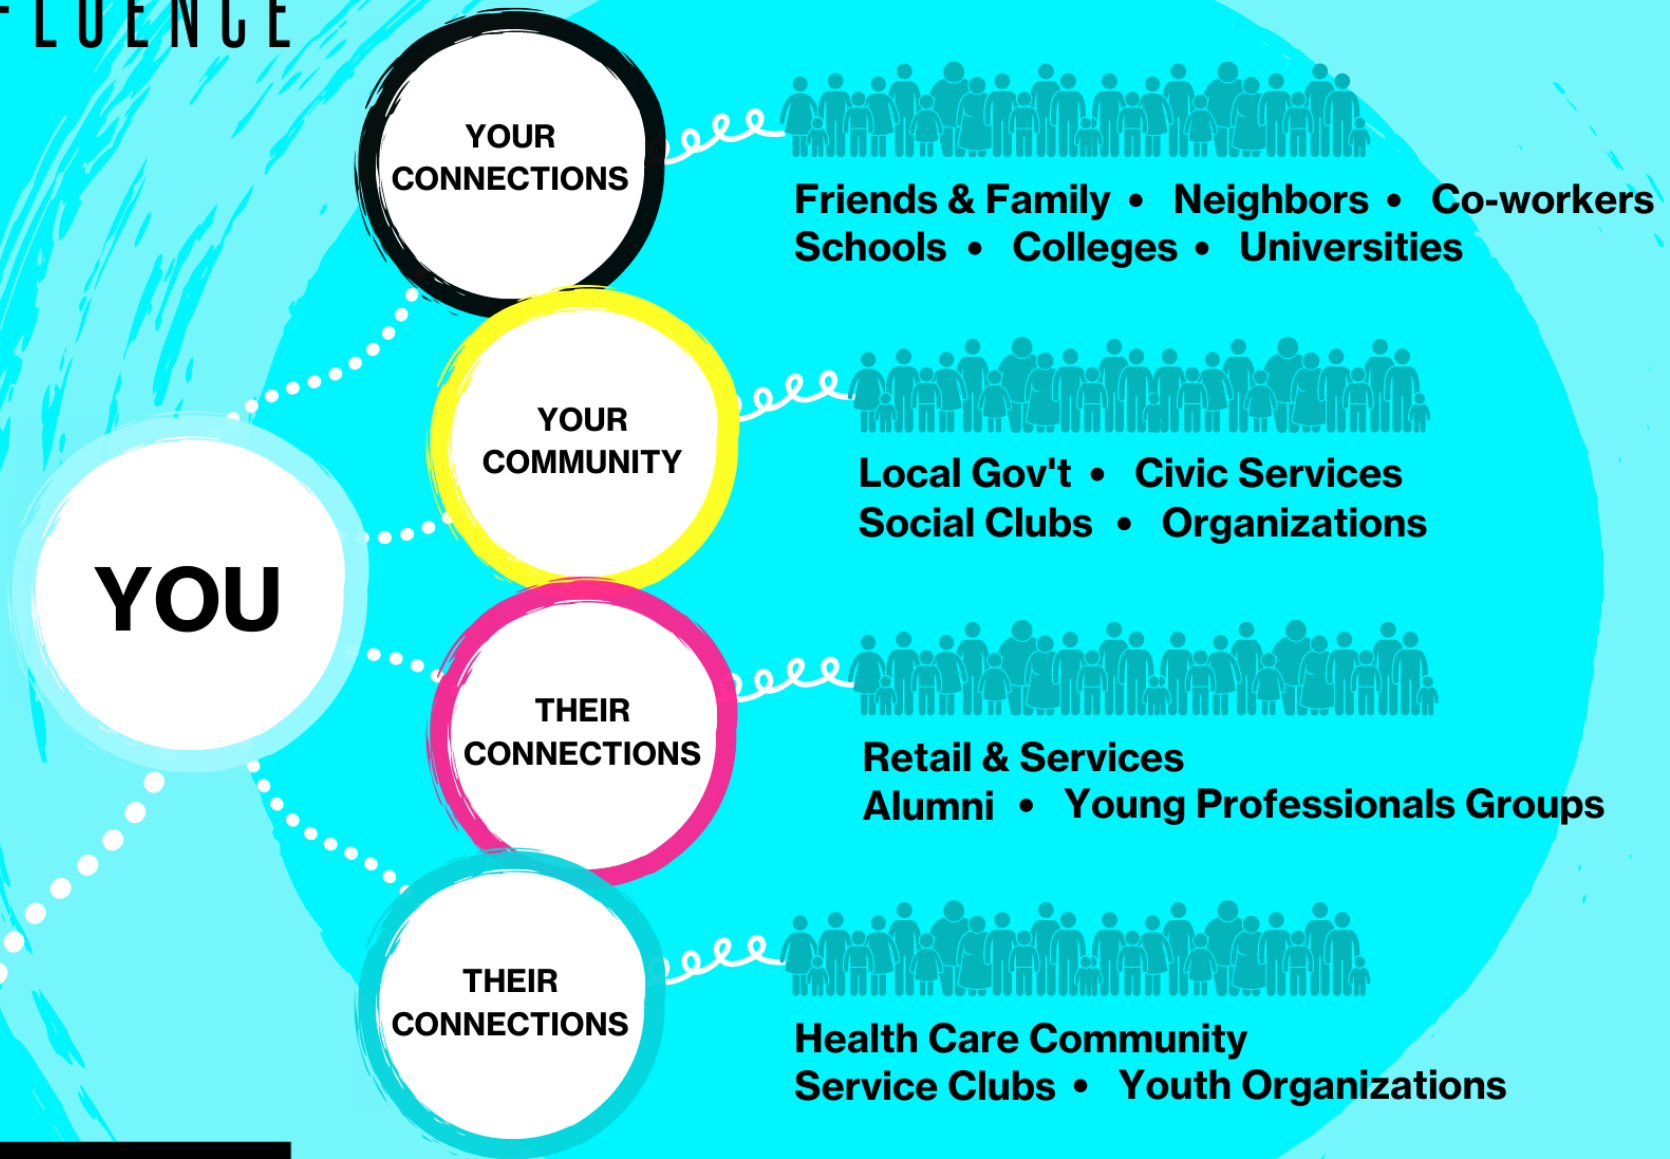 FLUENCE
YOUR
CONNECTIONS
Friends & Family • Neighbors • Co-workers
Schools • Colleges • Universities
YOUR
COMMUNITY
Local Gov't • Civic Services
Social Clubs • Organizations
YOU
THEIR
CONNECTIONS
Retail & Services
Alumni • Young Professionals Groups
THEIR
CONNECTIONS
Health Care Community
Service Clubs • Youth Organizations